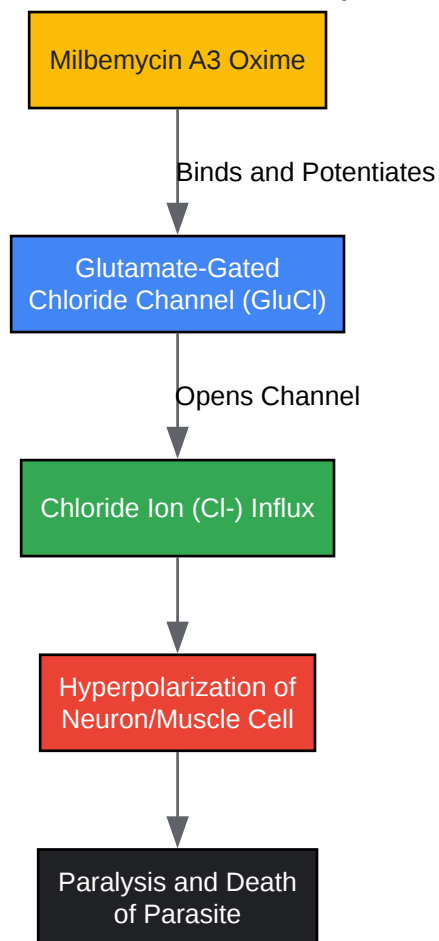 Milbemycin A3 Oxime
Binds and Potentiates
Glutamate-Gated
Chloride Channel (GluCl)
Opens Channel
Chloride Ion (Cl-) Influx
Hyperpolarization of
Neuron/Muscle Cell
Paralysis and Death
of Parasite